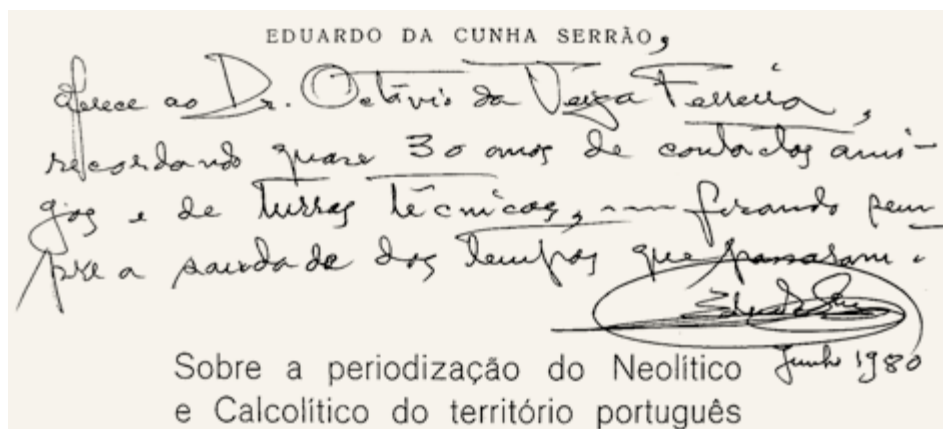 EDUARDO DA CUNHA SERRÃO,
oferece ao Dr. Octávio da Veiga Ferreira,
recordando quase 30 anos de contactos ami-
gos e de turras técnicas, — ficando sem-
pre a saudade dos tempos que passaram.
Junho 1980
Sobre a periodização do Neolítico
e Calcolítico do território português